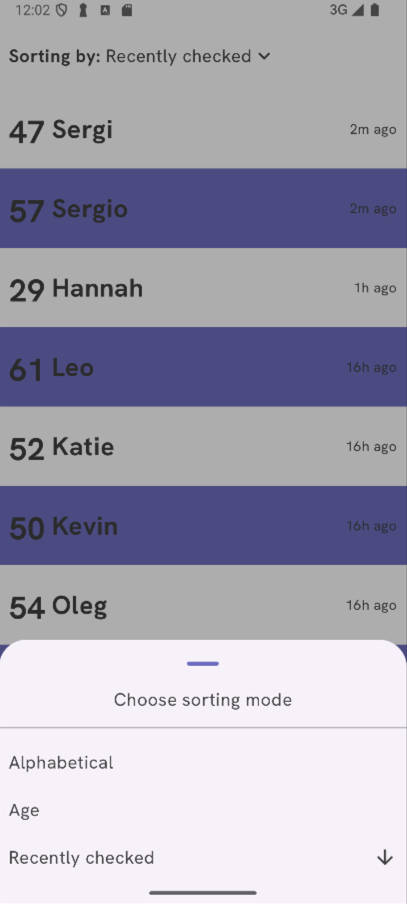 12:02 3G
Sorting by: Recently checked
47 Sergi 2m ago
57 Sergio 2m ago
29 Hannah 1h ago
61 Leo 16h ago
52 Katie 16h ago
50 Kevin 16h ago
54 Oleg 16h ago
Choose sorting mode
Alphabetical
Age
Recently checked